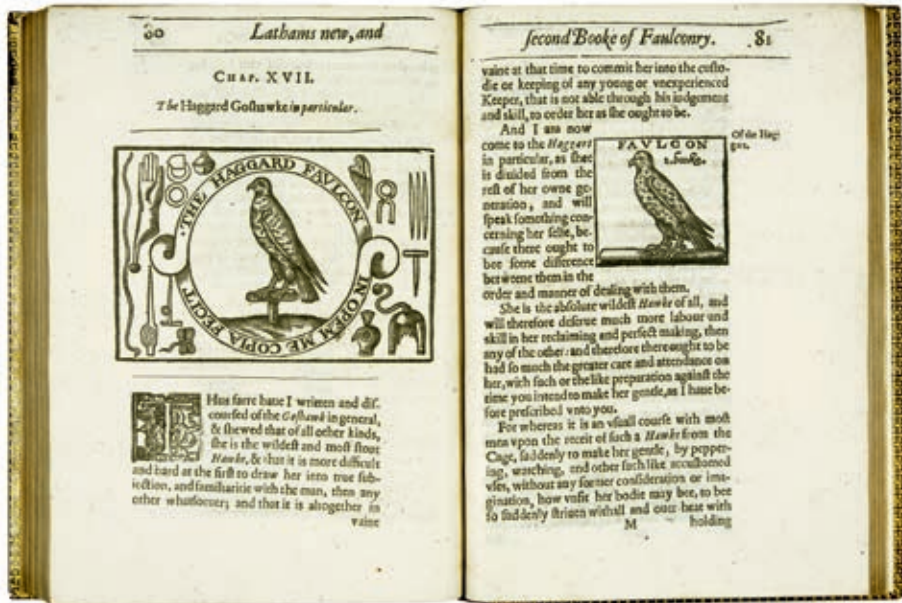 80 Lathams new, and
CHAP. XVII.
The Haggard Goſhawke in particular.
THE HAGGARD FAVLCON
INOPEM ME COPIA FECIT
THus farre haue I written and diſ-
courſed of the Goſhawk in general,
& ſhewed that of all other kinds,
ſhe is the wildeſt and moſt ſtout
Hawke, & that it is more difficult
and hard at the firſt to draw her into true ſub-
iection, and familiaritie with the man, then any
other whatſoeuer; and that it is altogether in
vaine
ſecond Booke of Faulconry. 81
vaine at that time to commit her into the cuſto-
die or keeping of any young or vnexperienced
Keeper, that is not able through his iudgement
and skill, to order her as ſhe ought to be.
And I am now
come to the Haggart
in particular, as ſhee
is diuided from the
reſt of her owne ge-
neration, and will
ſpeak ſomething con-
cerning her ſelfe, be-
cauſe there ought to
bee ſome difference
betweene them in the
order and manner of dealing with them.
FAVLCON
Of the Hag-
gart.
She is the abſolute wildeſt Hawke of all, and
will therefore deſerue much more labour and
skill in her reclaiming and perfect making, then
any of the other: and therefore there ought to be
had ſo much the greater care and attendance on
her, with ſuch or the like preparation againſt the
time you intend to make her gentle, as I haue be-
fore preſcribed vnto you.
For whereas it is an vſuall courſe with moſt
men vpon the receit of ſuch a Hawke from the
Cage, ſuddenly to make her gentle, by pepper-
ing, watching, and other ſuch like accuſtomed
vſes, without any former conſideration or ima-
gination, how vnfit her bodie may bee, to bee
ſo ſuddenly ſtriuen withall and ouer heat with
M holding